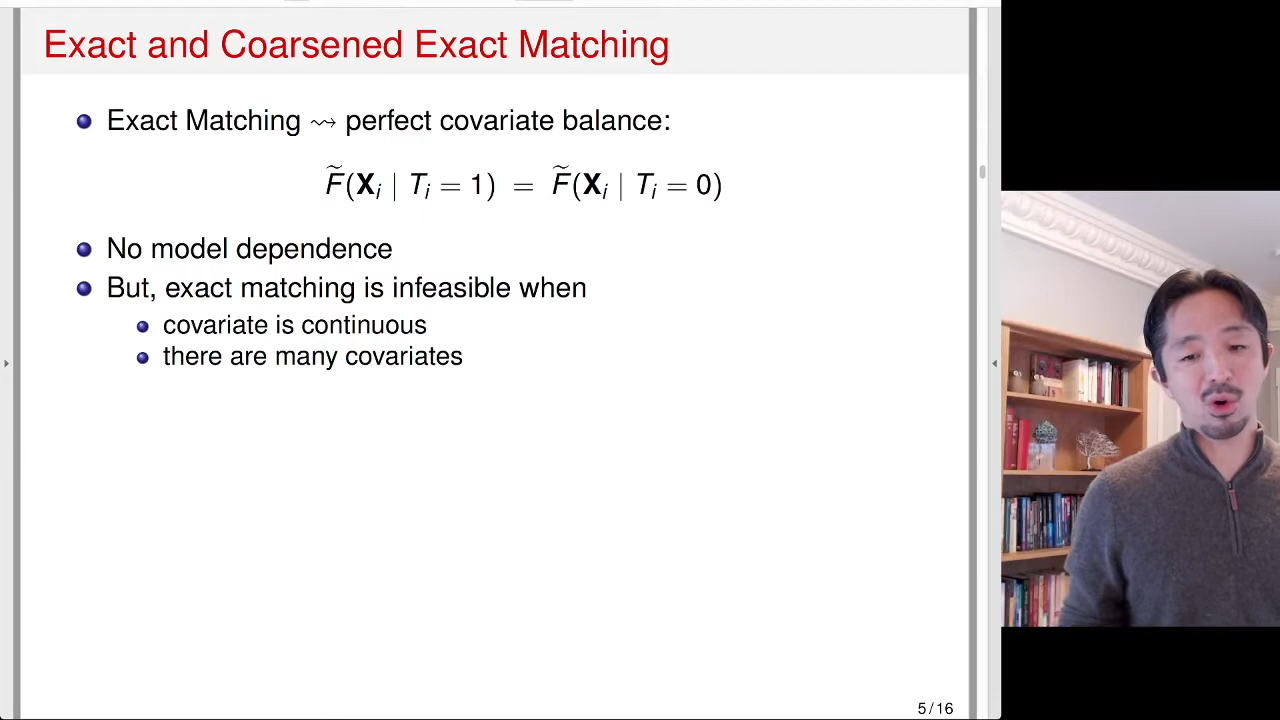 Exact and Coarsened Exact Matching
Exact Matching ⇝ perfect covariate balance:
F̃(Xᵢ | Tᵢ = 1) = F̃(Xᵢ | Tᵢ = 0)
No model dependence
But, exact matching is infeasible when
covariate is continuous
there are many covariates
5 / 16